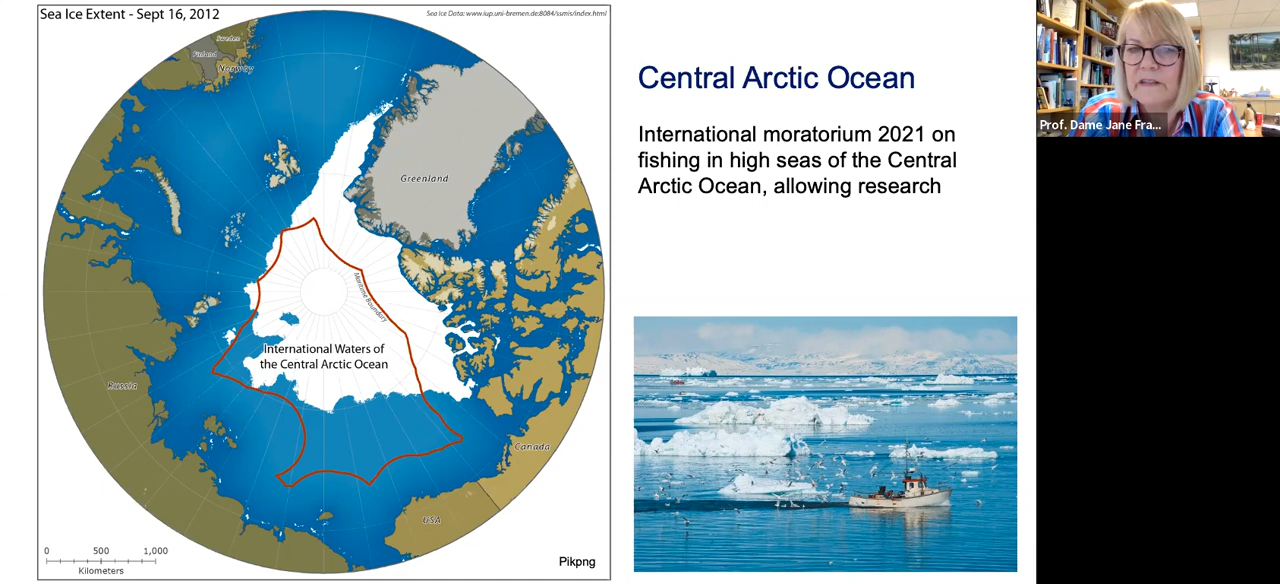 Sea Ice Extent - Sept 16, 2012
Sea Ice Data: www.iup.uni-bremen.de:8084/ssmis/index.html
Sweden
Finland
Norway
Greenland
Maritime Boundary
International Waters of
the Central Arctic Ocean
Russia
Canada
USA
0 500 1,000
Kilometers
Pikpng
Central Arctic Ocean
International moratorium 2021 on
fishing in high seas of the Central
Arctic Ocean, allowing research
Prof. Dame Jane Fra...